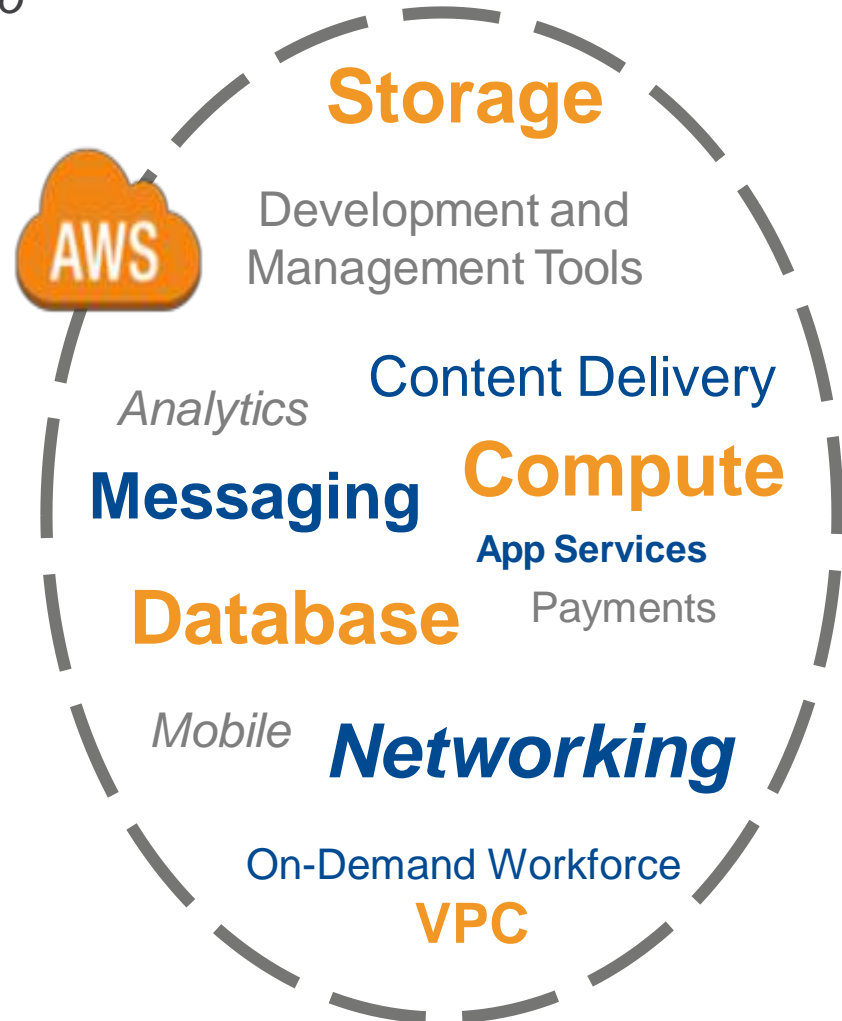 Storage
AWS
Development and
Management Tools
Content Delivery
Analytics
Compute
Messaging
App Services
Database
Payments
Mobile
Networking
On-Demand Workforce
VPC